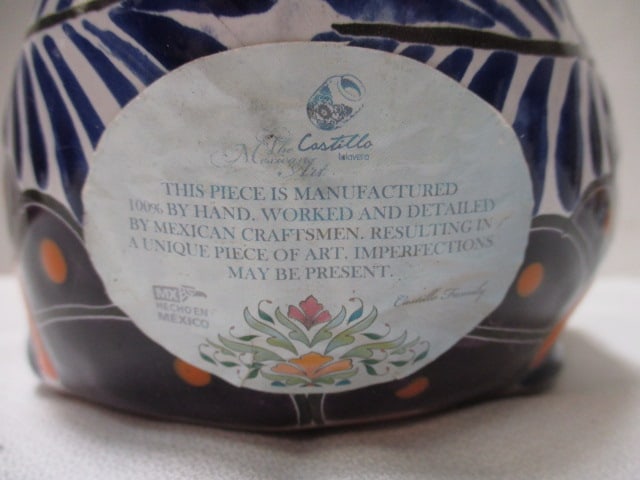 Castillo
talavera
The
Mexican
Art
THIS PIECE IS MANUFACTURED
100% BY HAND. WORKED AND DETAILED
BY MEXICAN CRAFTSMEN. RESULTING IN
A UNIQUE PIECE OF ART. IMPERFECTIONS
MAY BE PRESENT.
MX
HECHO EN
MÉXICO
Castillo Family